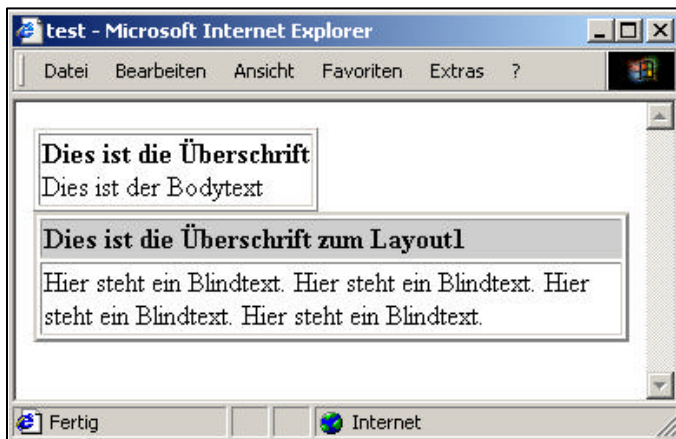 test - Microsoft Internet Explorer
Datei Bearbeiten Ansicht Favoriten Extras ?
Dies ist die Überschrift
Dies ist der Bodytext
Dies ist die Überschrift zum Layout1
Hier steht ein Blindtext. Hier steht ein Blindtext. Hier
steht ein Blindtext. Hier steht ein Blindtext.
Fertig Internet